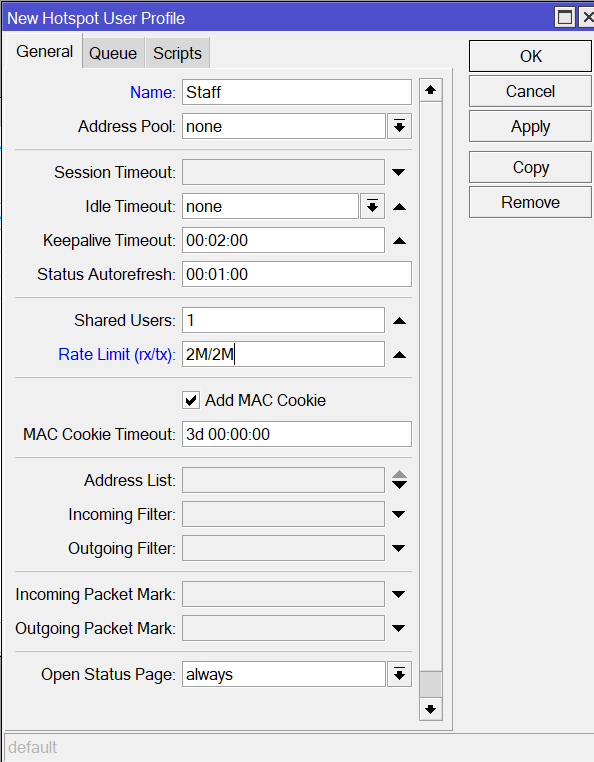 New Hotspot User Profile
General Queue Scripts
Name: Staff
Address Pool: none
Session Timeout:
Idle Timeout: none
Keepalive Timeout: 00:02:00
Status Autorefresh: 00:01:00
Shared Users: 1
Rate Limit (rx/tx): 2M/2M
Add MAC Cookie
MAC Cookie Timeout: 3d 00:00:00
Address List:
Incoming Filter:
Outgoing Filter:
Incoming Packet Mark:
Outgoing Packet Mark:
Open Status Page: always
OK
Cancel
Apply
Copy
Remove
default